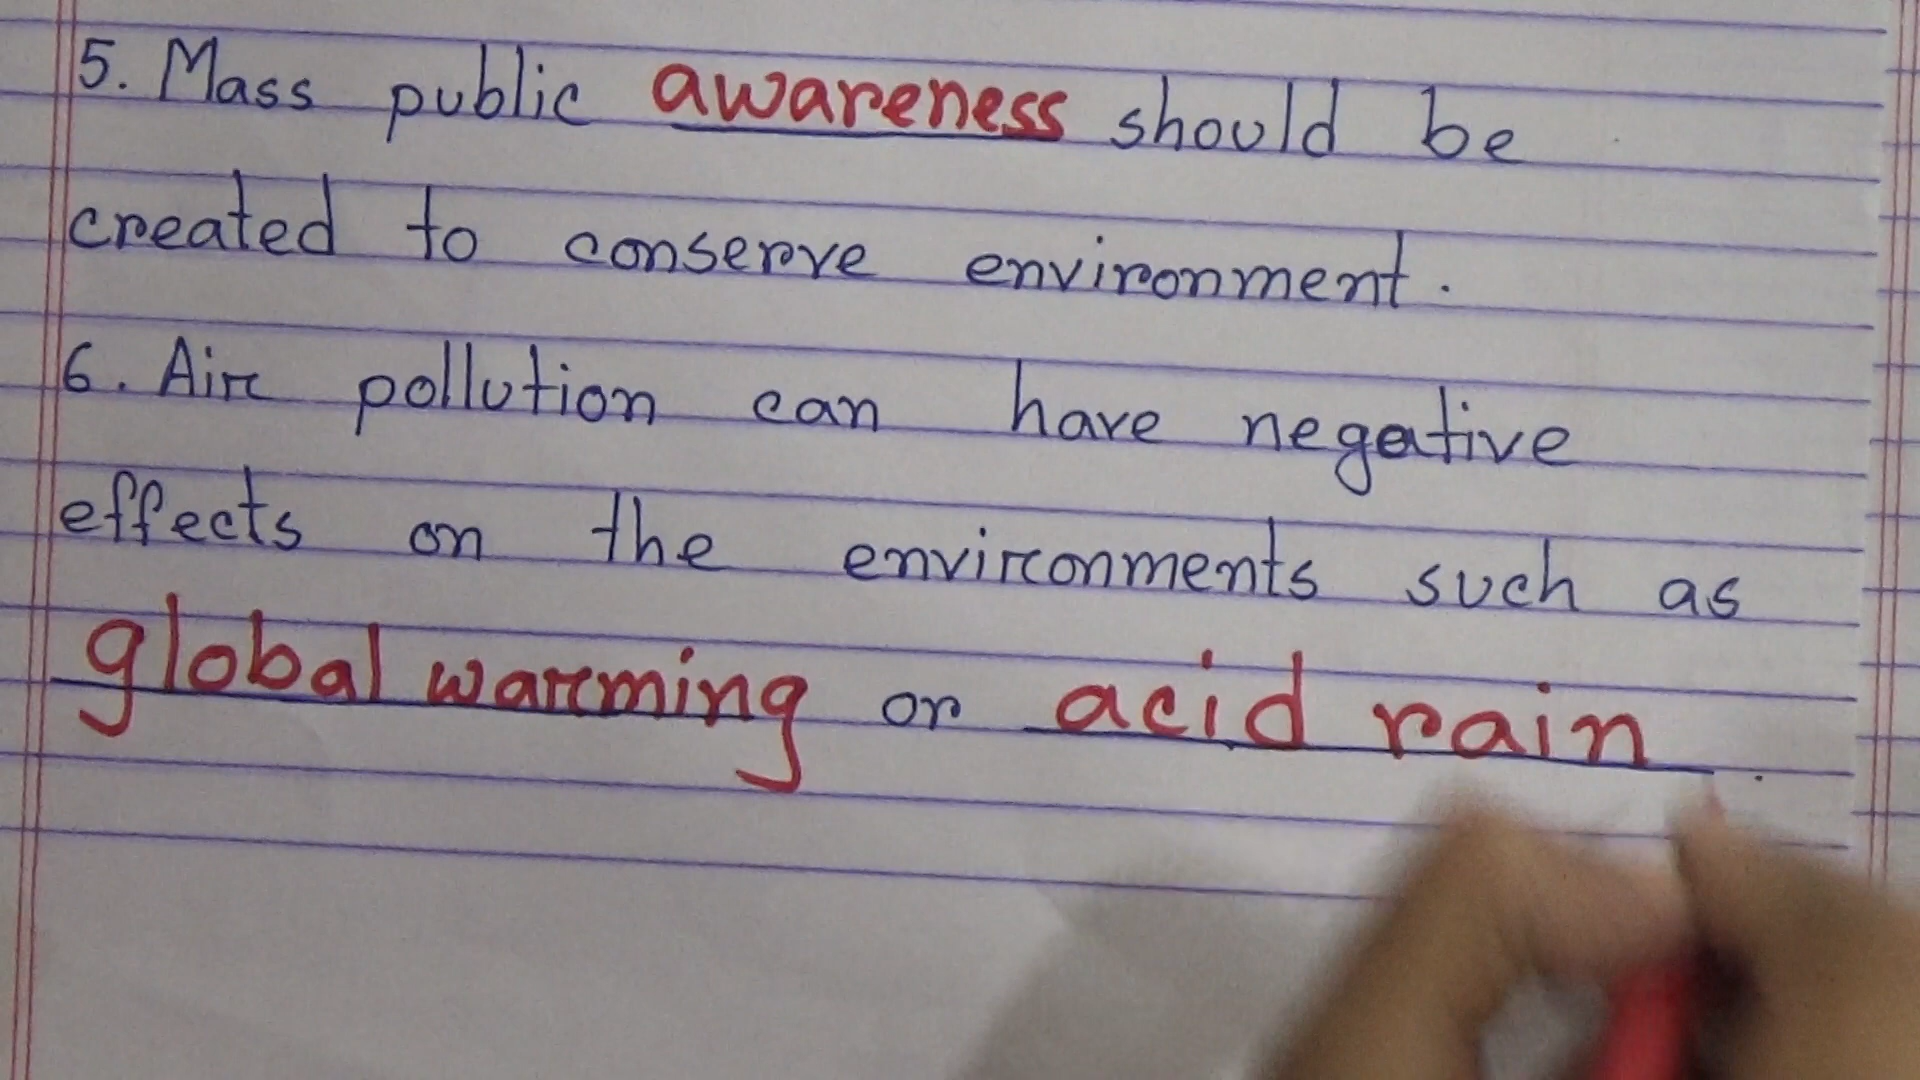 5. Mass public awareness should be
created to conserve environment.
6. Air pollution can have negative
effects on the environments such as
global warming or acid rain.